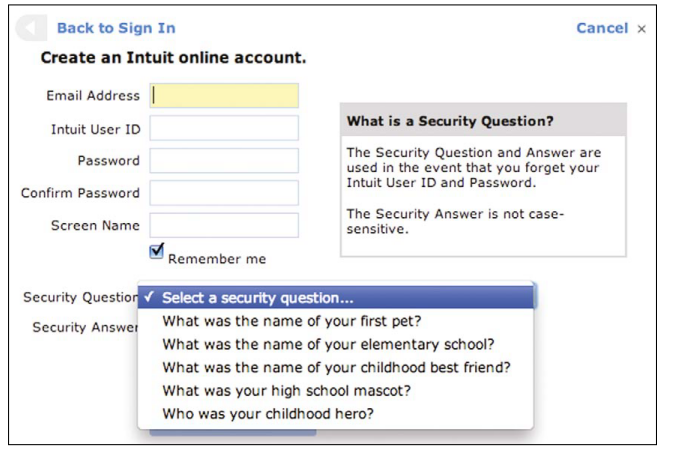 Back to Sign In
Cancel ×
Create an Intuit online account.
Email Address
Intuit User ID
Password
Confirm Password
Screen Name
Remember me
What is a Security Question?
The Security Question and Answer are
used in the event that you forget your
Intuit User ID and Password.
The Security Answer is not case-
sensitive.
Security Question
✓ Select a security question...
Security Answer
What was the name of your first pet?
What was the name of your elementary school?
What was the name of your childhood best friend?
What was your high school mascot?
Who was your childhood hero?